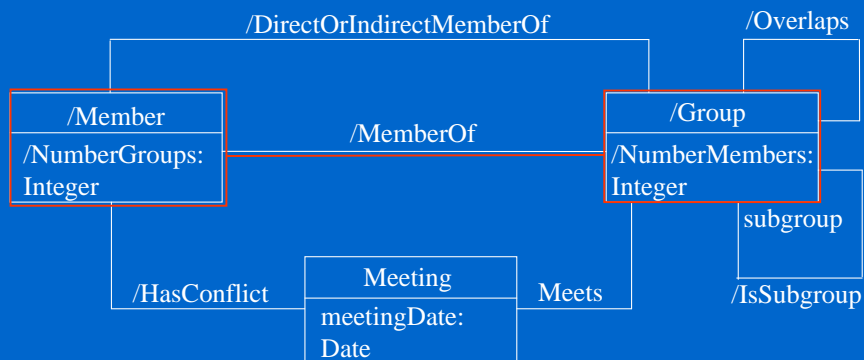 /DirectOrIndirectMemberOf
/Overlaps
/Member
/MemberOf
/Group
/NumberGroups:
Integer
/NumberMembers:
Integer
subgroup
/HasConflict
Meeting
Meets
/IsSubgroup
meetingDate:
Date